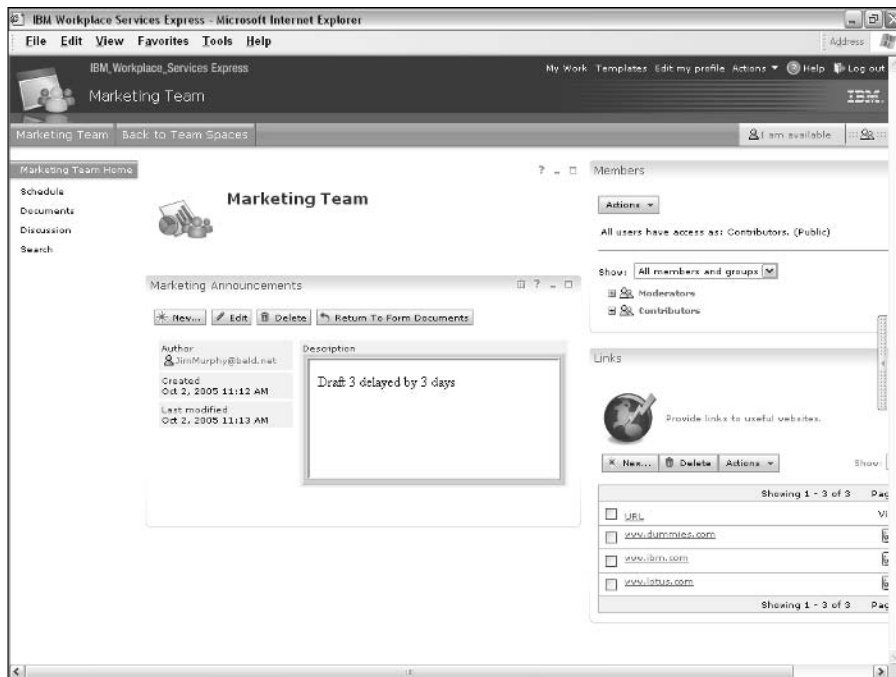 IBM Workplace Services Express - Microsoft Internet Explorer
File Edit View Favorites Tools Help Address
IBM_Workplace_Services Express My Work Templates Edit my profile Actions Help Log out
Marketing Team IBM.
Marketing Team Back to Team Spaces I am available
Marketing Team Home ? Members
Schedule
Documents
Discussion
Search
Marketing Team
Actions
All users have access as: Contributors. (Public)
Show: All members and groups
Moderators
Contributors
Marketing Announcements ?
New... Edit Delete Return To Form Documents
Author
JimMurphy@bald.net
Created
Oct 2, 2005 11:12 AM
Last modified
Oct 2, 2005 11:13 AM
Description
Draft 3 delayed by 3 days
Links
Provide links to useful websites.
New... Delete Actions Show:
Showing 1 - 3 of 3 Pag
URL Vi
www.dummies.com
www.ibm.com
www.lotus.com
Showing 1 - 3 of 3 Pag